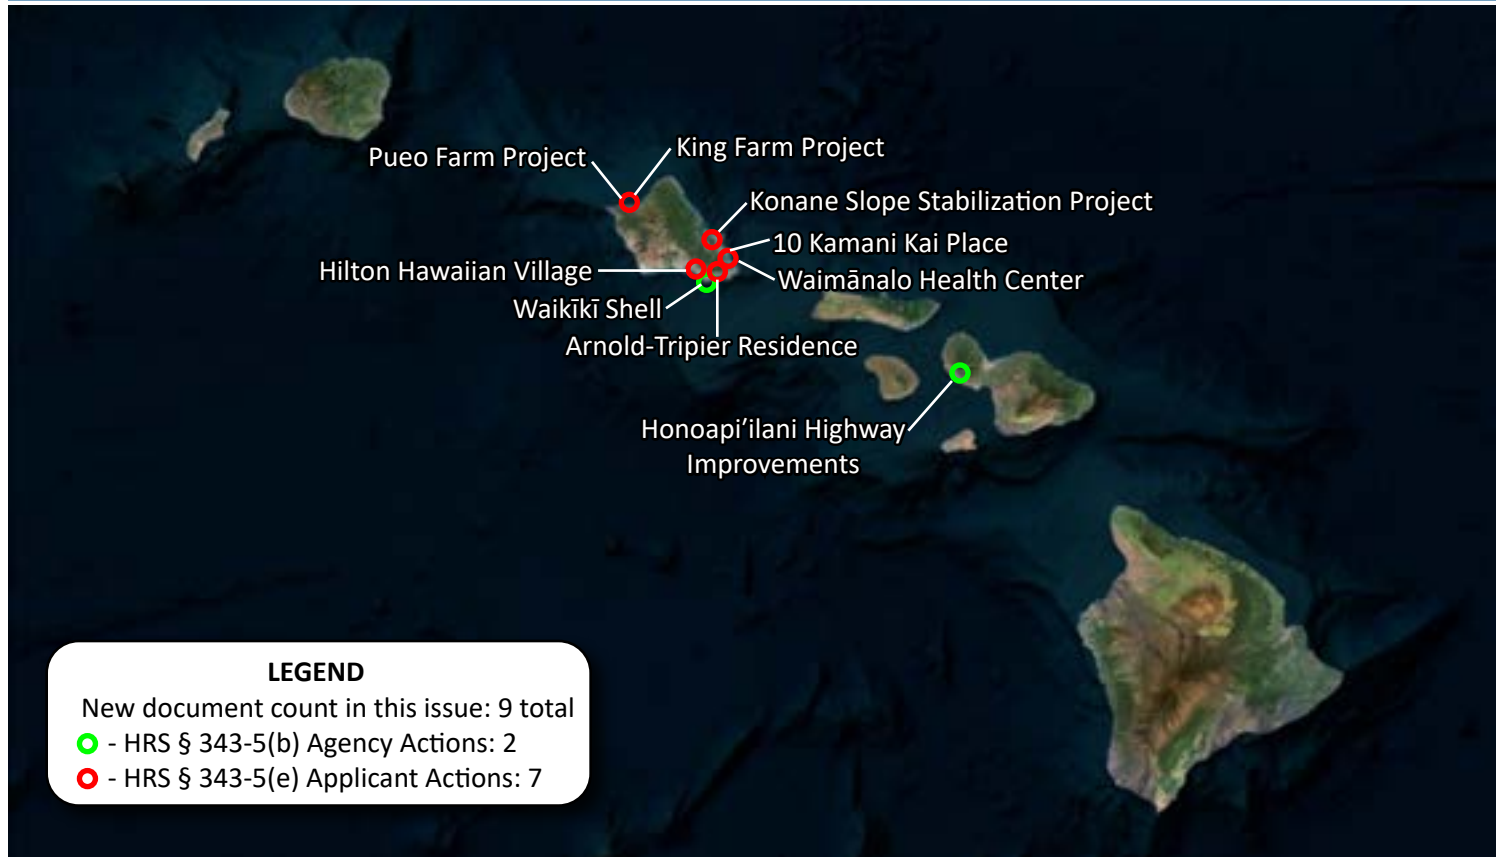 King Farm Project
Pueo Farm Project
Konane Slope Stabilization Project
10 Kamani Kai Place
Hilton Hawaiian Village
Waimānalo Health Center
Waikīkī Shell
Arnold-Tripier Residence
Honoapi’ilani Highway
Improvements
LEGEND
New document count in this issue: 9 total
- HRS § 343-5(b) Agency Actions: 2
- HRS § 343-5(e) Applicant Actions: 7